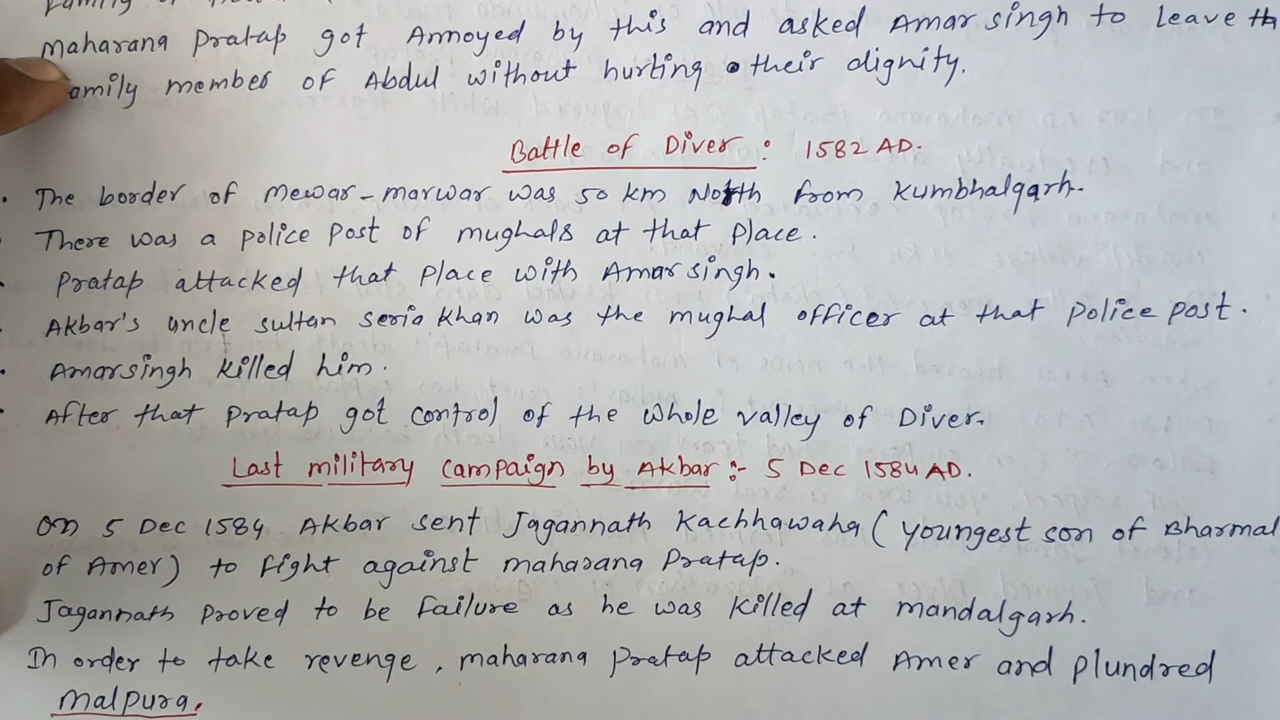 maharana Pratap got Annoyed by this and asked Amarsingh to leave
family member of Abdul without hurting their dignity.
Battle of Diver : 1582 AD.
• The border of Mewar-marwar was 50 km North from Kumbhalgarh.
There was a police Post of mughals at that Place.
Pratap attacked that Place with Amarsingh.
Akbar's uncle sultan seria khan was the mughal officer at that Police post.
• Amarsingh killed him.
• After that Pratap got control of the whole valley of Diver.
Last military campaign by Akbar :- 5 Dec 1584 AD.
On 5 Dec 1584 Akbar sent Jagannath Kachhawaha (youngest son of Bharmal
of Amer) to fight against maharana Pratap.
Jagannath Proved to be failure as he was killed at mandalgarh.
In order to take revenge, maharana Pratap attacked Amer and plundred
Malpura.